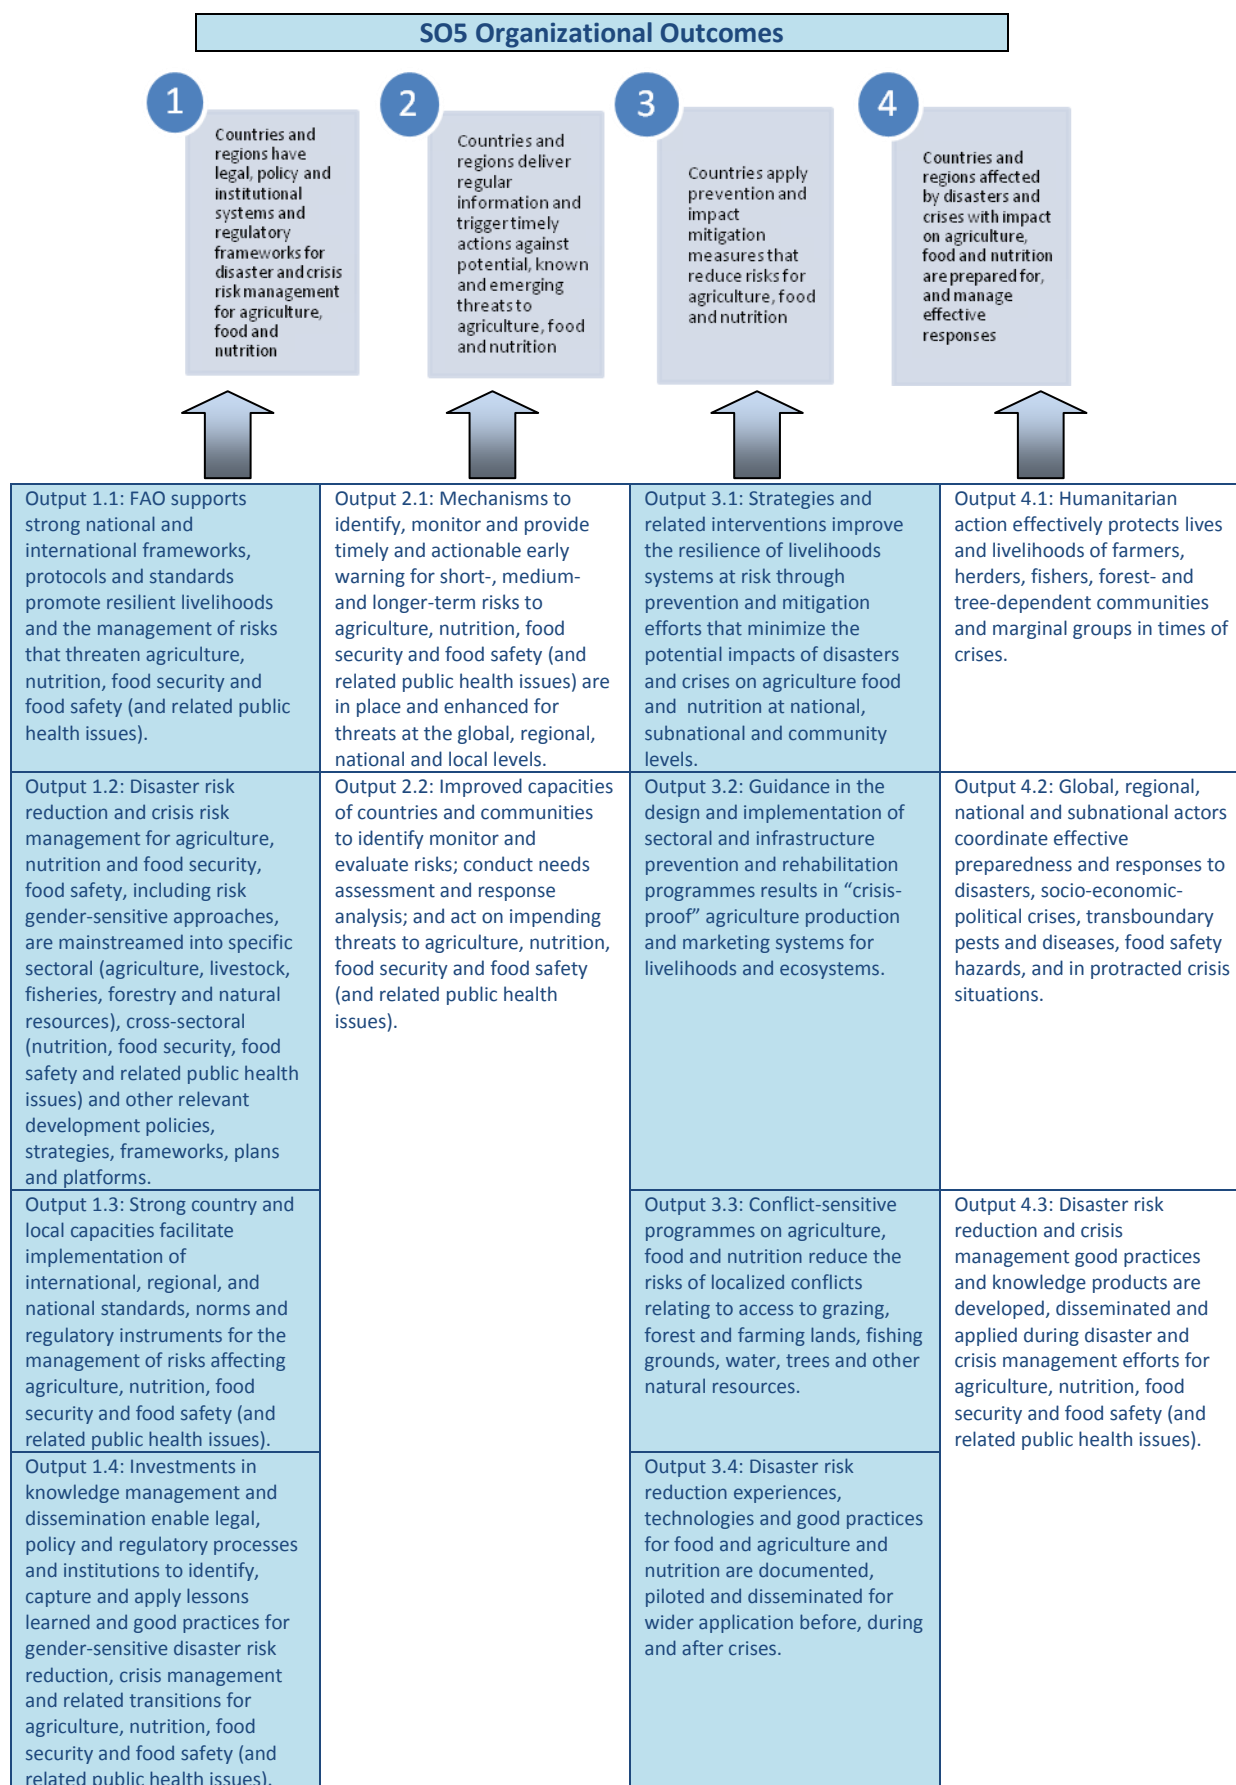 SO5 Organizational Outcomes
1
Countries and
regions have
legal, policy and
institutional
systems and
regulatory
frameworks for
disaster and crisis
risk management
for agriculture,
food and
nutrition
2
Countries and
regions deliver
regular
information and
trigger timely
actions against
potential, known
and emerging
threats to
agriculture, food
and nutrition
3
Countries apply
prevention and
impact
mitigation
measures that
reduce risks for
agriculture, food
and nutrition
4
Countries and
regions affected
by disasters and
crises with impact
on agriculture,
food and nutrition
are prepared for,
and manage
effective
responses
Output 1.1: FAO supports
strong national and
international frameworks,
protocols and standards
promote resilient livelihoods
and the management of risks
that threaten agriculture,
nutrition, food security and
food safety (and related public
health issues).
Output 2.1: Mechanisms to
identify, monitor and provide
timely and actionable early
warning for short-, medium-
and longer-term risks to
agriculture, nutrition, food
security and food safety (and
related public health issues) are
in place and enhanced for
threats at the global, regional,
national and local levels.
Output 3.1: Strategies and
related interventions improve
the resilience of livelihoods
systems at risk through
prevention and mitigation
efforts that minimize the
potential impacts of disasters
and crises on agriculture food
and  nutrition at national,
subnational and community
levels.
Output 4.1: Humanitarian
action effectively protects lives
and livelihoods of farmers,
herders, fishers, forest- and
tree-dependent communities
and marginal groups in times of
crises.
Output 1.2: Disaster risk
reduction and crisis risk
management for agriculture,
nutrition and food security,
food safety, including risk
gender-sensitive approaches,
are mainstreamed into specific
sectoral (agriculture, livestock,
fisheries, forestry and natural
resources), cross-sectoral
(nutrition, food security, food
safety and related public health
issues) and other relevant
development policies,
strategies, frameworks, plans
and platforms.
Output 2.2: Improved capacities
of countries and communities
to identify monitor and
evaluate risks; conduct needs
assessment and response
analysis; and act on impending
threats to agriculture, nutrition,
food security and food safety
(and related public health
issues).
Output 3.2: Guidance in the
design and implementation of
sectoral and infrastructure
prevention and rehabilitation
programmes results in “crisis-
proof” agriculture production
and marketing systems for
livelihoods and ecosystems.
Output 4.2: Global, regional,
national and subnational actors
coordinate effective
preparedness and responses to
disasters, socio-economic-
political crises, transboundary
pests and diseases, food safety
hazards, and in protracted crisis
situations.
Output 1.3: Strong country and
local capacities facilitate
implementation of
international, regional, and
national standards, norms and
regulatory instruments for the
management of risks affecting
agriculture, nutrition, food
security and food safety (and
related public health issues).
Output 3.3: Conflict-sensitive
programmes on agriculture,
food and nutrition reduce the
risks of localized conflicts
relating to access to grazing,
forest and farming lands, fishing
grounds, water, trees and other
natural resources.
Output 4.3: Disaster risk
reduction and crisis
management good practices
and knowledge products are
developed, disseminated and
applied during disaster and
crisis management efforts for
agriculture, nutrition, food
security and food safety (and
related public health issues).
Output 1.4: Investments in
knowledge management and
dissemination enable legal,
policy and regulatory processes
and institutions to identify,
capture and apply lessons
learned and good practices for
gender-sensitive disaster risk
reduction, crisis management
and related transitions for
agriculture, nutrition, food
security and food safety (and
related public health issues).
Output 3.4: Disaster risk
reduction experiences,
technologies and good practices
for food and agriculture and
nutrition are documented,
piloted and disseminated for
wider application before, during
and after crises.